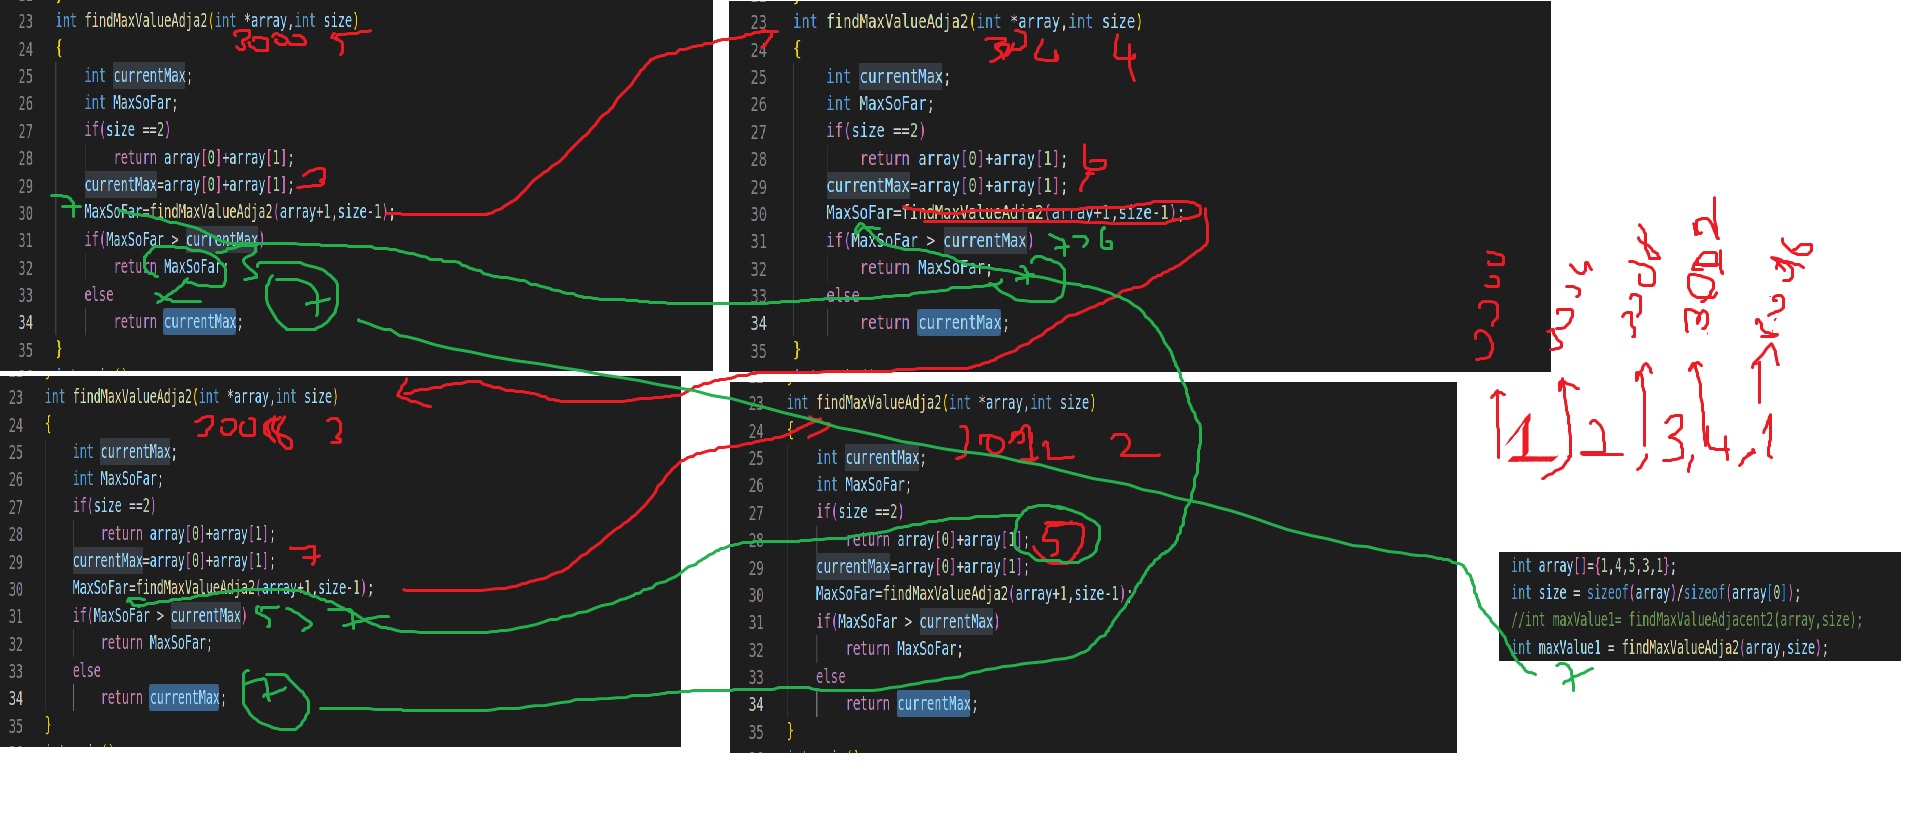 23 int findMaxValueAdja2(int *array,int size)
3000 5
24 {
25 int currentMax;
26 int MaxSoFar;
27 if(size ==2)
28 return array[0]+array[1];
29 currentMax=array[0]+array[1]; 3
7
30 MaxSoFar=findMaxValueAdja2(array+1,size-1);
31 if(MaxSoFar > currentMax)
32 return MaxSoFar;
33 else
7
34 return currentMax;
35 }
23 int findMaxValueAdja2(int *array,int size)
4
24 {
25 int currentMax;
26 int MaxSoFar;
27 if(size ==2)
28 return array[0]+array[1];
29 currentMax=array[0]+array[1];
30 MaxSoFar=findMaxValueAdja2(array+1,size-1);
31 if(MaxSoFar > currentMax) 7>6
32 return MaxSoFar; 7
33 else
34 return currentMax;
35 }
23 int findMaxValueAdja2(int *array,int size)
3
24 {
25 int currentMax;
26 int MaxSoFar;
27 if(size ==2)
28 return array[0]+array[1];
29 currentMax=array[0]+array[1]; 7
30 MaxSoFar=findMaxValueAdja2(array+1,size-1);
31 if(MaxSoFar > currentMax) 5>7
32 return MaxSoFar;
33 else
34 return currentMax; 7
35 }
23 int findMaxValueAdja2(int *array,int size)
24 {
2
25 int currentMax;
26 int MaxSoFar;
27 if(size ==2)
28 return array[0]+array[1]; 5
29 currentMax=array[0]+array[1];
30 MaxSoFar=findMaxValueAdja2(array+1,size-1);
31 if(MaxSoFar > currentMax)
32 return MaxSoFar;
33 else
34 return currentMax;
35 }
1,2,3,4,1
int array[]={1,4,5,3,1};
int size = sizeof(array)/sizeof(array[0]);
//int maxValue1= findMaxValueAdjacent2(array,size);
int maxValue1 = findMaxValueAdja2(array,size);
7